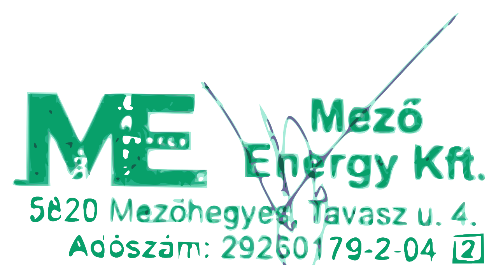 ME
Mező
Energy Kft.
5820 Mezőhegyes, Tavasz u. 4.
Adószám: 29260179-2-04 2